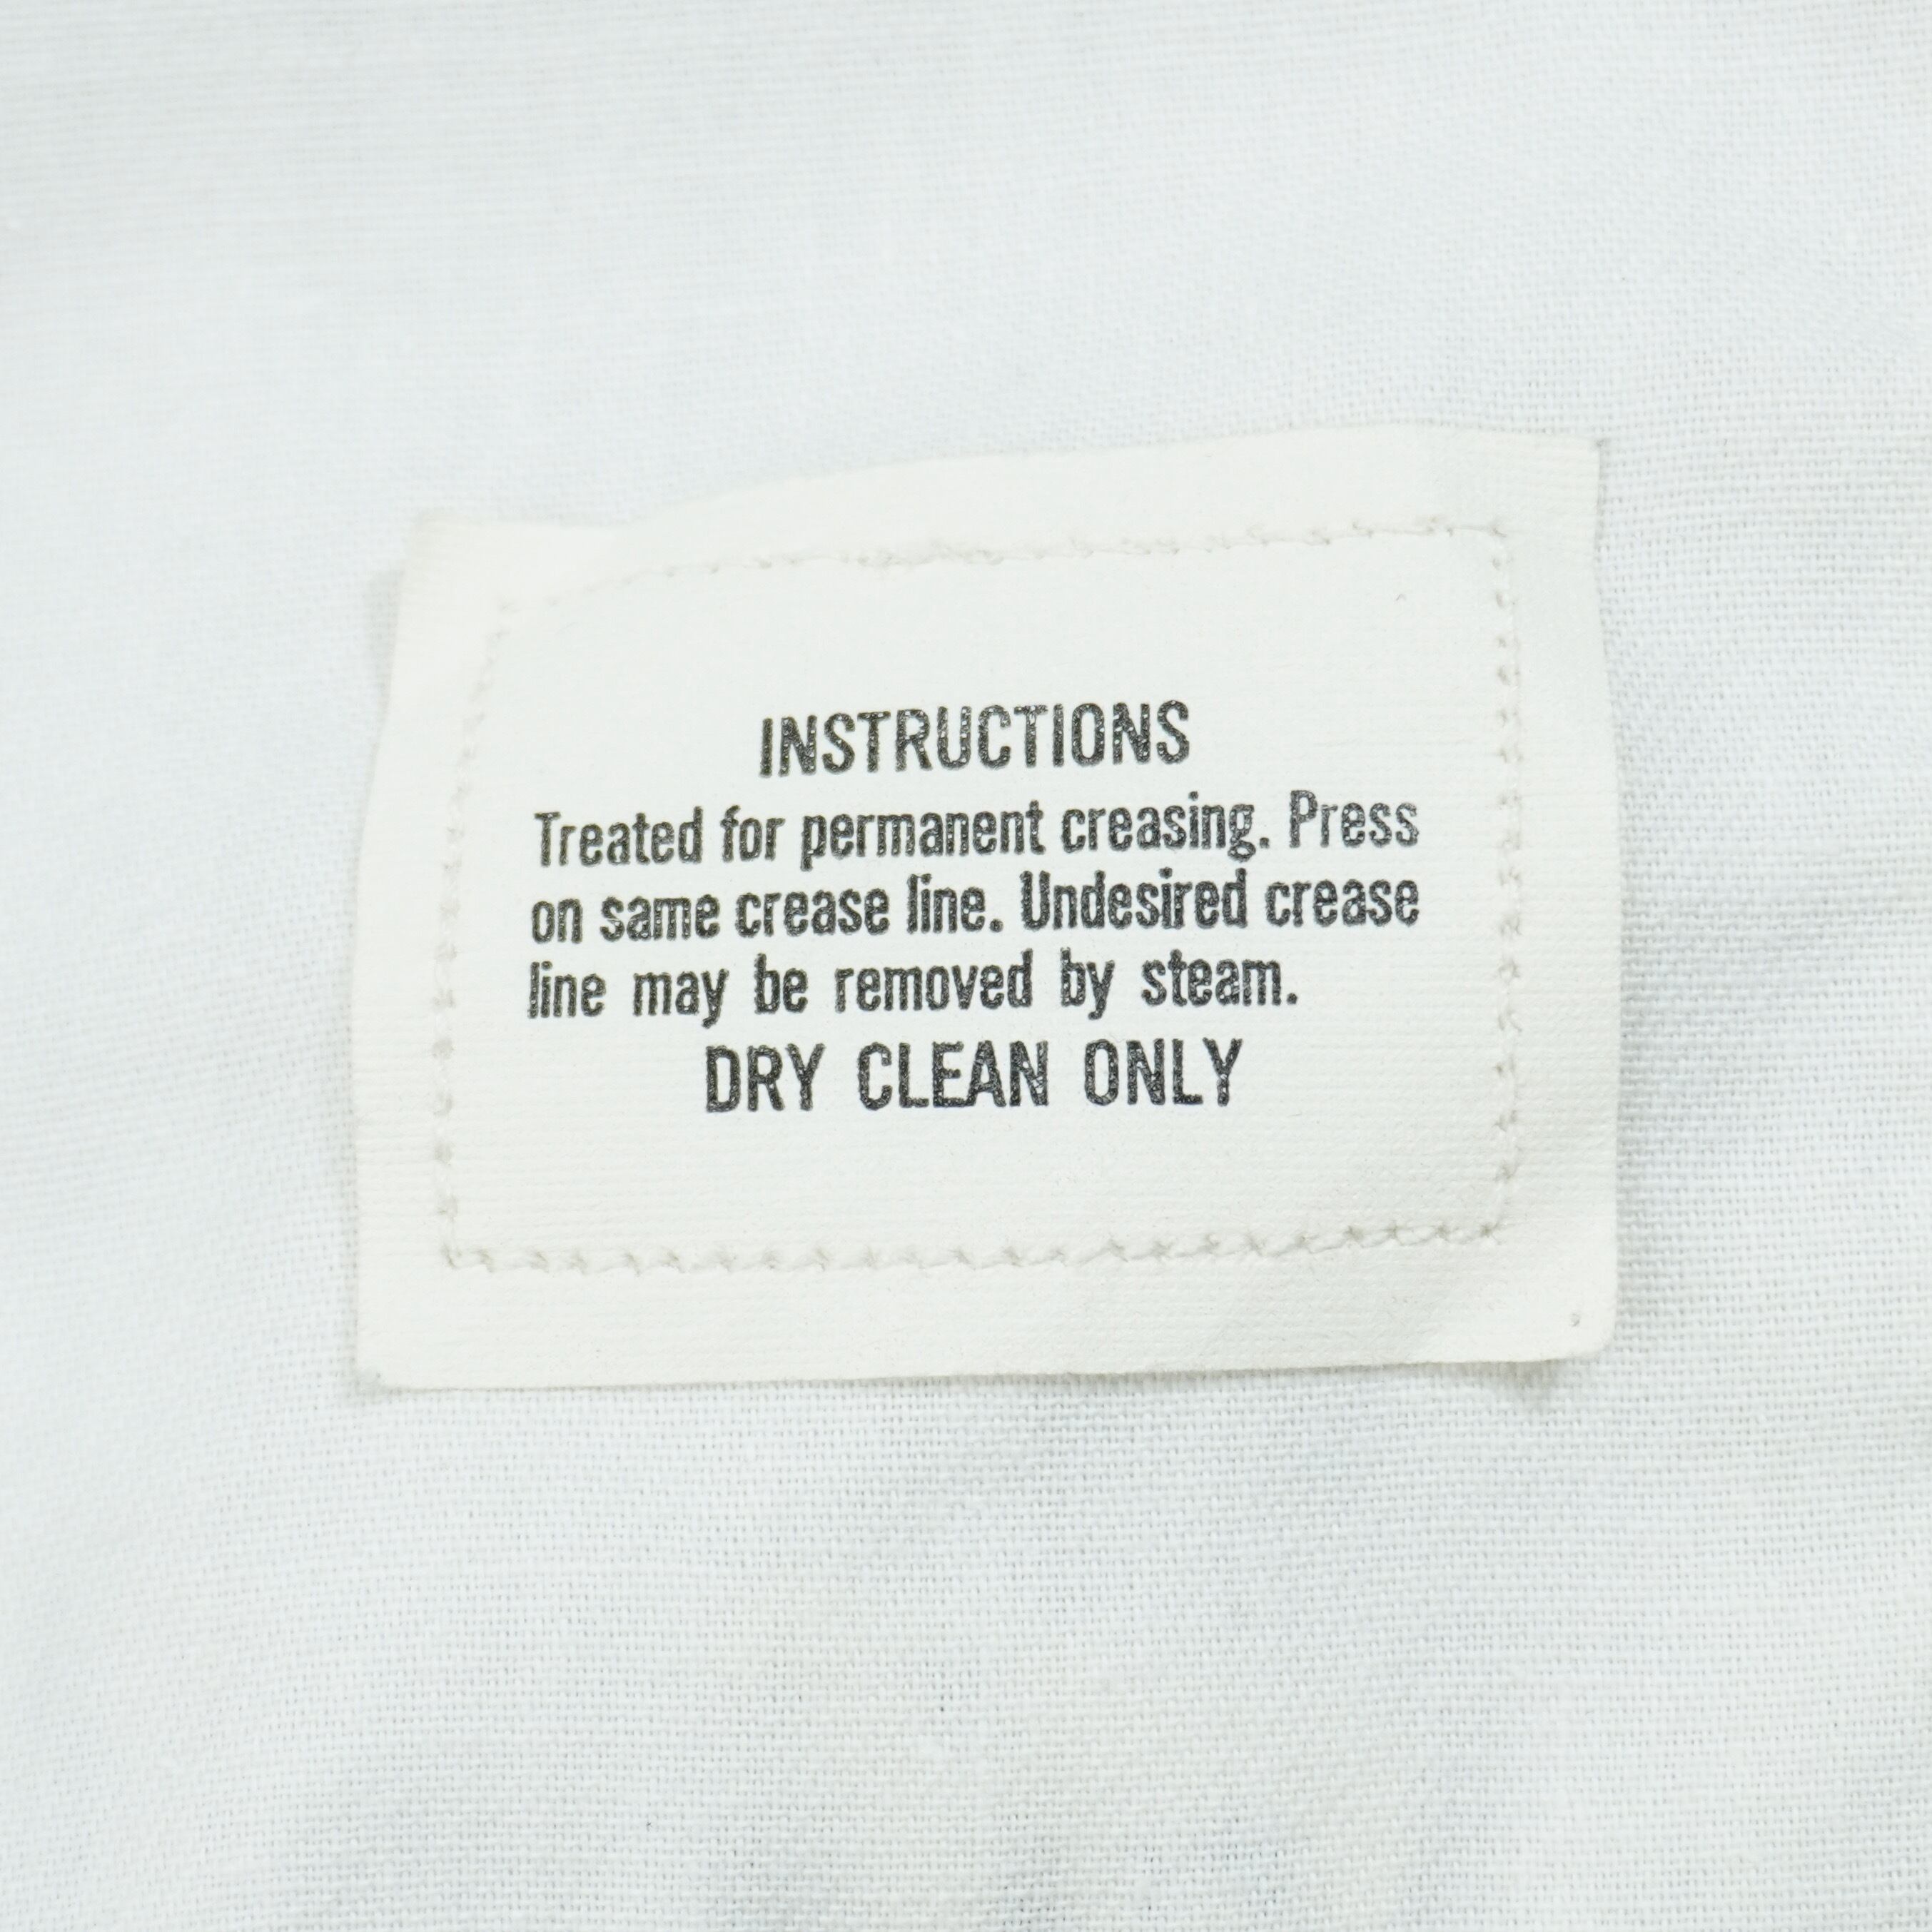 INSTRUCTIONS
Treated for permanent creasing. Press
on same crease line. Undesired crease
line may be removed by steam.
DRY CLEAN ONLY